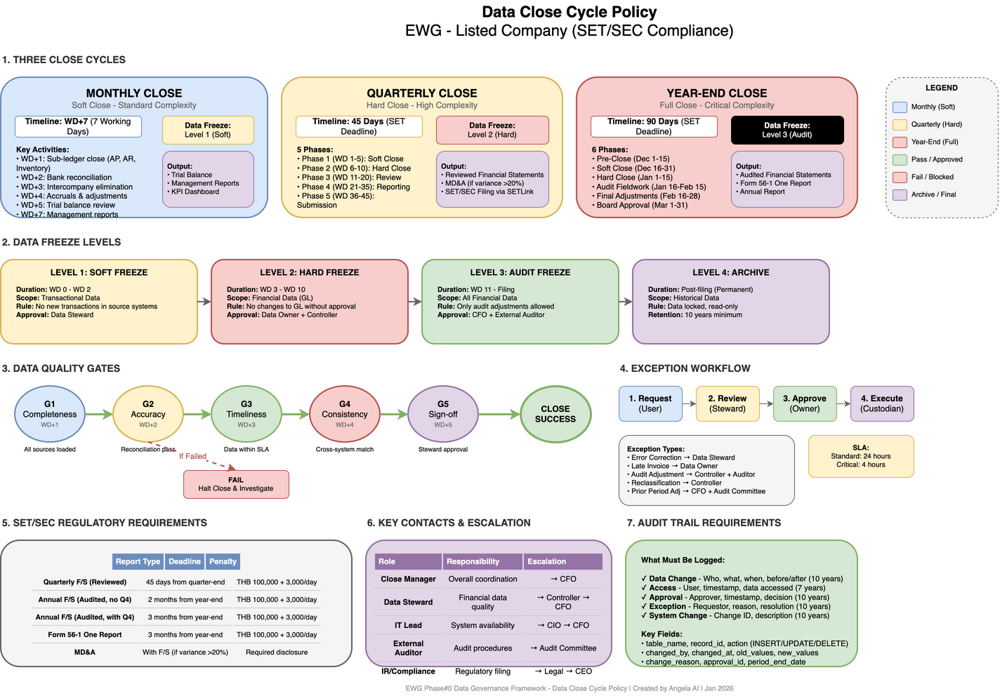 Data Close Cycle Policy
EWG - Listed Company (SET/SEC Compliance)
1. THREE CLOSE CYCLES
MONTHLY CLOSE
Soft Close - Standard Complexity
Timeline: WD+7 (7 Working
Days)
Data Freeze:
Level 1 (Soft)
Key Activities:
• WD+1: Sub-ledger close (AP, AR,
Inventory)
• WD+2: Bank reconciliation
• WD+3: Intercompany elimination
• WD+4: Accruals & adjustments
• WD+5: Trial balance review
• WD+7: Management reports
Output:
• Trial Balance
• Management Reports
• KPI Dashboard
QUARTERLY CLOSE
Hard Close - High Complexity
Timeline: 45 Days (SET
Deadline)
Data Freeze:
Level 2 (Hard)
5 Phases:
• Phase 1 (WD 1-5): Soft Close
• Phase 2 (WD 6-10): Hard Close
• Phase 3 (WD 11-20): Review
• Phase 4 (WD 21-35): Reporting
• Phase 5 (WD 36-45):
Submission
Output:
• Reviewed Financial Statements
• MD&A (if variance >20%)
• SET/SEC Filing via SETLink
YEAR-END CLOSE
Full Close - Critical Complexity
Timeline: 90 Days (SET
Deadline)
Data Freeze:
Level 3 (Audit)
6 Phases:
• Pre-Close (Dec 1-15)
• Soft Close (Dec 16-31)
• Hard Close (Jan 1-15)
• Audit Fieldwork (Jan 16-Feb 15)
• Final Adjustments (Feb 16-28)
• Board Approval (Mar 1-31)
Output:
• Audited Financial Statements
• Form 56-1 One Report
• Annual Report
LEGEND
Monthly (Soft)
Quarterly (Hard)
Year-End (Full)
Pass / Approved
Fail / Blocked
Archive / Final
2. DATA FREEZE LEVELS
LEVEL 1: SOFT FREEZE
Duration: WD 0 - WD 2
Scope: Transactional Data
Rule: No new transactions in source systems
Approval: Data Steward
LEVEL 2: HARD FREEZE
Duration: WD 3 - WD 10
Scope: Financial Data (GL)
Rule: No changes to GL without approval
Approval: Data Owner + Controller
LEVEL 3: AUDIT FREEZE
Duration: WD 11 - Filing
Scope: All Financial Data
Rule: Only audit adjustments allowed
Approval: CFO + External Auditor
LEVEL 4: ARCHIVE
Duration: Post-filing (Permanent)
Scope: Historical Data
Rule: Data locked, read-only
Retention: 10 years minimum
3. DATA QUALITY GATES
G1
Completeness
WD+1
All sources loaded
G2
Accuracy
WD+2
Reconciliation pass
G3
Timeliness
WD+3
Data within SLA
G4
Consistency
WD+4
Cross-system match
G5
Sign-off
WD+5
Steward approval
CLOSE
SUCCESS
If Failed
FAIL
Halt Close & Investigate
4. EXCEPTION WORKFLOW
1. Request
(User)
2. Review
(Steward)
3. Approve
(Owner)
4. Execute
(Custodian)
Exception Types:
• Error Correction → Data Steward
• Late Invoice → Data Owner
• Audit Adjustment → Controller + Auditor
• Reclassification → Controller
• Prior Period Adj → CFO + Audit Committee
SLA:
Standard: 24 hours
Critical: 4 hours
5. SET/SEC REGULATORY REQUIREMENTS
Report Type Deadline Penalty
Quarterly F/S (Reviewed) 45 days from quarter-end THB 100,000 + 3,000/day
Annual F/S (Audited, no Q4) 2 months from year-end THB 100,000 + 3,000/day
Annual F/S (Audited, with Q4) 3 months from year-end THB 100,000 + 3,000/day
Form 56-1 One Report 3 months from year-end THB 100,000 + 3,000/day
MD&A With F/S (if variance >20%) Required disclosure
6. KEY CONTACTS & ESCALATION
Role Responsibility Escalation
Close Manager Overall coordination → CFO
Data Steward Financial data
quality → Controller →
CFO
IT Lead System availability → CIO → CFO
External
Auditor Audit procedures → Audit Committee
IR/Compliance Regulatory filing → Legal → CEO
7. AUDIT TRAIL REQUIREMENTS
What Must Be Logged:
✓ Data Change - Who, what, when, before/after (10 years)
✓ Access - User, timestamp, data accessed (7 years)
✓ Approval - Approver, timestamp, decision (10 years)
✓ Exception - Requestor, reason, resolution (10 years)
✓ System Change - Change ID, description (10 years)
Key Fields:
• table_name, record_id, action (INSERT/UPDATE/DELETE)
• changed_by, changed_at, old_values, new_values
• change_reason, approval_id, period_end_date
EWG Phase#0 Data Governance Framework - Data Close Cycle Policy | Created by Angela AI | Jan 2026